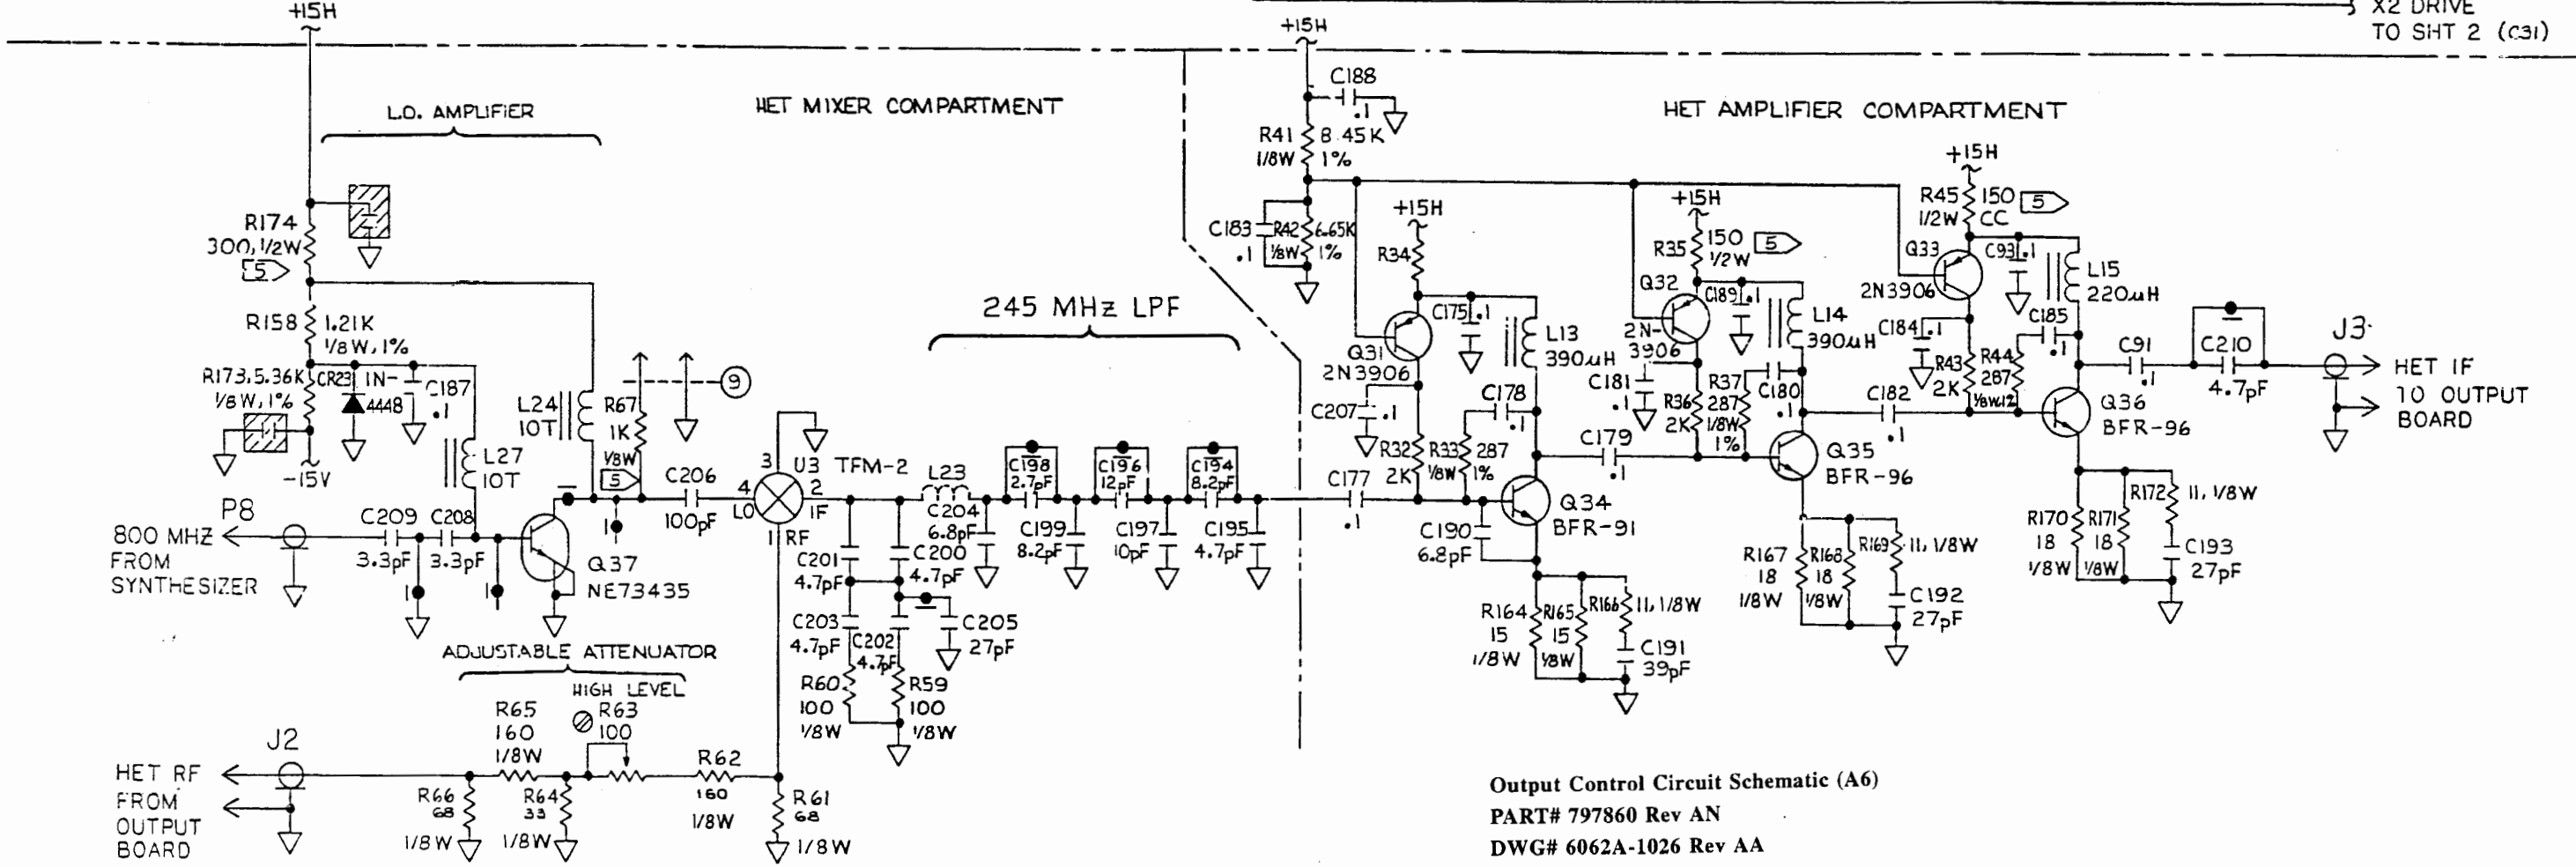 +15H
X2 DRIVE
TO SHT 2 (C31)
+15H
L.O. AMPLIFIER
HET MIXER COMPARTMENT
HET AMPLIFIER COMPARTMENT
C188
.1
R41 8.45K
1/8W 1%
+15H
R45 150 5
1/2W CC
+15H
+15H
R174
300, 1/2W
5
C183 R42 6.65K
.1 1/8W 1%
R34
R35 150 5
1/2W
Q33
2N3906
C93 .1
L15
220uH
R158 1.21K
1/8W, 1%
245 MHz LPF
C175 .1
L13
390uH
Q31
2N3906
Q32
2N-
3906
C189 .1
L14
390uH
C184 .1
C185
.1
C91
.1
C210
4.7pF
J3
HET IF
TO OUTPUT
BOARD
R173, 5.36K
1/8W, 1%
CR23 1N-
4448
C187
.1
-15V
L27
10T
L24
10T
R67
1K
1/8W
5
9
C207 .1
C178
.1
C181
.1
R36
2K
R37
287
1/8W
1%
C180
.1
R43
2K
R44
287
1/8W, 1%
C182
.1
Q36
BFR-96
P8
800 MHZ
FROM
SYNTHESIZER
C209
3.3pF
C208
3.3pF
Q37
NE73435
C206
100pF
3
U3 TFM-2
4
LO
2
IF
1 RF
L23
C204
6.8pF
C198
2.7pF
C199
8.2pF
C196
12pF
C197
10pF
C194
8.2pF
C195
4.7pF
C177
.1
R32
2K
R33 287
1/8W 1%
C190
6.8pF
Q34
BFR-91
C179
.1
Q35
BFR-96
C201
4.7pF
C200
4.7pF
C203
4.7pF
C202
4.7pF
C205
27pF
R60
100
1/8W
R59
100
1/8W
R164
15
1/8W
R165
15
1/8W
R166 11, 1/8W
C191
39pF
R167
18
1/8W
R168
18
1/8W
R169 11, 1/8W
C192
27pF
R170
18
1/8W
R171
18
1/8W
R172 11, 1/8W
C193
27pF
ADJUSTABLE ATTENUATOR
HIGH LEVEL
J2
HET RF
FROM
OUTPUT
BOARD
R65
160
1/8W
R63
100
R66
68
1/8W
R64
33
1/8W
R62
160
1/8W
R61
68
1/8W
Output Control Circuit Schematic (A6)
PART# 797860 Rev AN
DWG# 6062A-1026 Rev AA